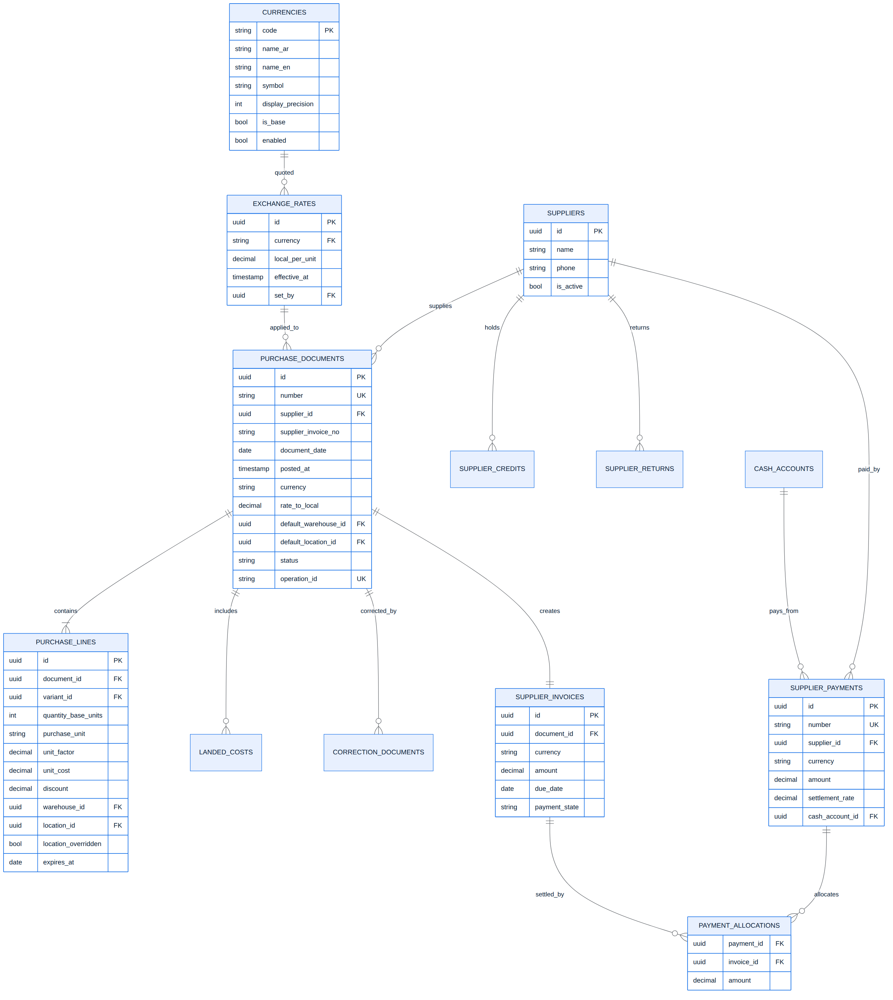 CURRENCIES
string code PK
string name_ar
string name_en
string symbol
int display_precision
bool is_base
bool enabled
quoted
EXCHANGE_RATES
uuid id PK
string currency FK
decimal local_per_unit
timestamp effective_at
uuid set_by FK
SUPPLIERS
uuid id PK
string name
string phone
bool is_active
supplies
applied_to
holds
returns
PURCHASE_DOCUMENTS
uuid id PK
string number UK
uuid supplier_id FK
string supplier_invoice_no
date document_date
timestamp posted_at
string currency
decimal rate_to_local
uuid default_warehouse_id FK
uuid default_location_id FK
string status
string operation_id UK
SUPPLIER_CREDITS
SUPPLIER_RETURNS
CASH_ACCOUNTS
paid_by
contains
includes
corrected_by
creates
pays_from
PURCHASE_LINES
uuid id PK
uuid document_id FK
uuid variant_id FK
int quantity_base_units
string purchase_unit
decimal unit_factor
decimal unit_cost
decimal discount
uuid warehouse_id FK
uuid location_id FK
bool location_overridden
date expires_at
LANDED_COSTS
CORRECTION_DOCUMENTS
SUPPLIER_INVOICES
uuid id PK
uuid document_id FK
string currency
decimal amount
date due_date
string payment_state
SUPPLIER_PAYMENTS
uuid id PK
string number UK
uuid supplier_id FK
string currency
decimal amount
decimal settlement_rate
uuid cash_account_id FK
settled_by
allocates
PAYMENT_ALLOCATIONS
uuid payment_id FK
uuid invoice_id FK
decimal amount